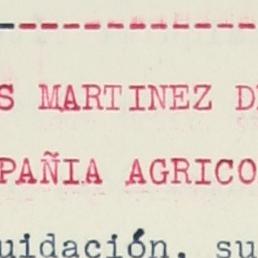 S MARTINEZ D
PAÑIA AGRICO
uidación, su